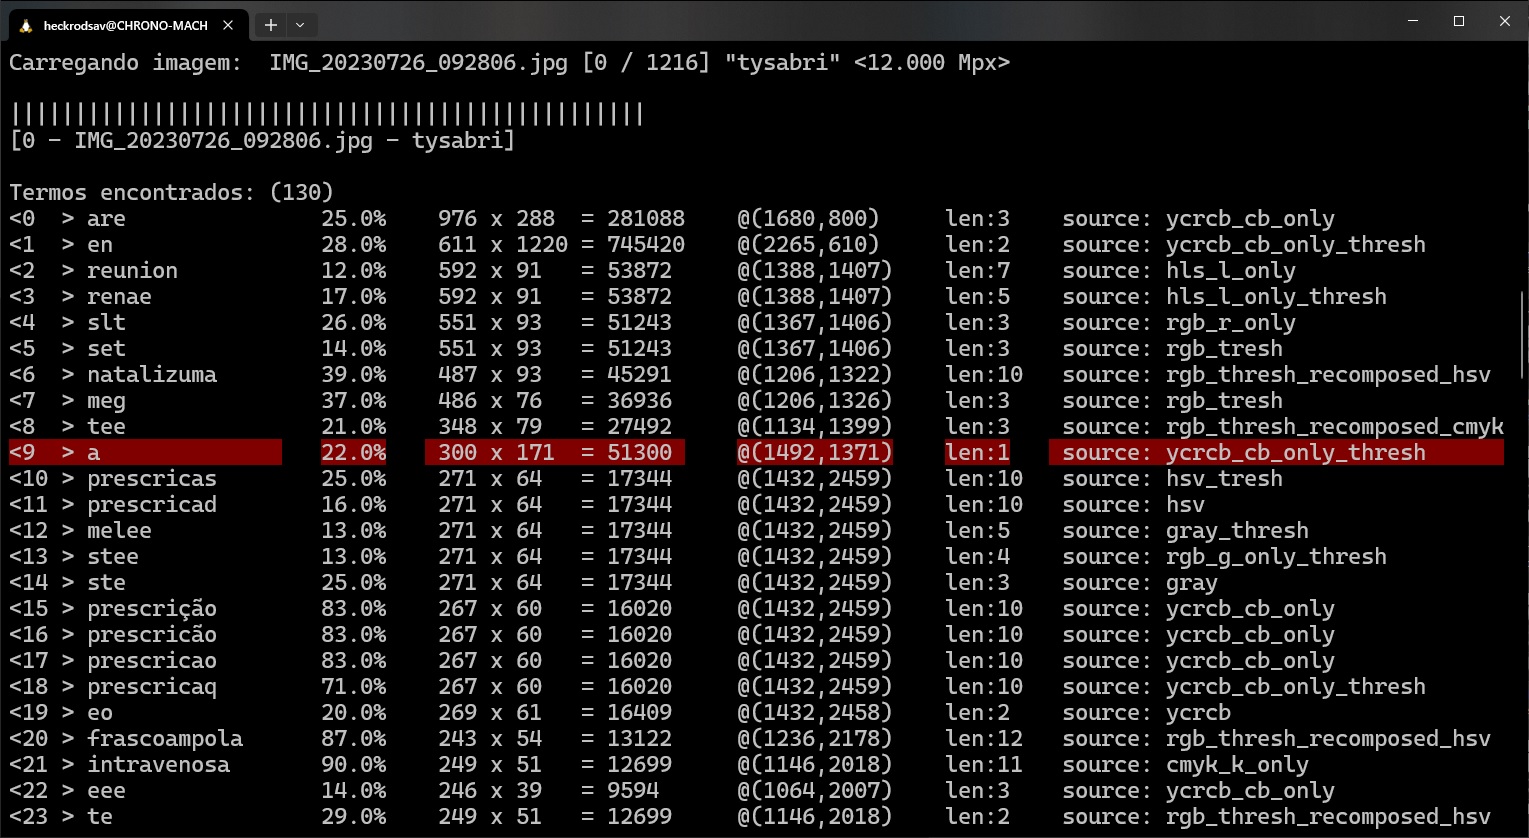 heckrodsav@CHRONO-MACH
Carregando imagem:  IMG_20230726_092806.jpg [0 / 1216] "tysabri" <12.000 Mpx>
|||||||||||||||||||||||||||||||||||||||||||||||||
[0 - IMG_20230726_092806.jpg - tysabri]
Termos encontrados: (130)
<0  > are 25.0% 976 x 288 = 281088 @(1680,800) len:3 source: ycrcb_cb_only
<1  > en 28.0% 611 x 1220 = 745420 @(2265,610) len:2 source: ycrcb_cb_only_thresh
<2  > reunion 12.0% 592 x 91 = 53872 @(1388,1407) len:7 source: hls_l_only
<3  > renae 17.0% 592 x 91 = 53872 @(1388,1407) len:5 source: hls_l_only_thresh
<4  > slt 26.0% 551 x 93 = 51243 @(1367,1406) len:3 source: rgb_r_only
<5  > set 14.0% 551 x 93 = 51243 @(1367,1406) len:3 source: rgb_tresh
<6  > natalizuma 39.0% 487 x 93 = 45291 @(1206,1322) len:10 source: rgb_thresh_recomposed_hsv
<7  > meg 37.0% 486 x 76 = 36936 @(1206,1326) len:3 source: rgb_tresh
<8  > tee 21.0% 348 x 79 = 27492 @(1134,1399) len:3 source: rgb_thresh_recomposed_cmyk
<9  > a 22.0% 300 x 171 = 51300 @(1492,1371) len:1 source: ycrcb_cb_only_thresh
<10 > prescricas 25.0% 271 x 64 = 17344 @(1432,2459) len:10 source: hsv_tresh
<11 > prescricad 16.0% 271 x 64 = 17344 @(1432,2459) len:10 source: hsv
<12 > melee 13.0% 271 x 64 = 17344 @(1432,2459) len:5 source: gray_thresh
<13 > stee 13.0% 271 x 64 = 17344 @(1432,2459) len:4 source: rgb_g_only_thresh
<14 > ste 25.0% 271 x 64 = 17344 @(1432,2459) len:3 source: gray
<15 > prescrição 83.0% 267 x 60 = 16020 @(1432,2459) len:10 source: ycrcb_cb_only
<16 > prescricão 83.0% 267 x 60 = 16020 @(1432,2459) len:10 source: ycrcb_cb_only
<17 > prescricao 83.0% 267 x 60 = 16020 @(1432,2459) len:10 source: ycrcb_cb_only
<18 > prescricaq 71.0% 267 x 60 = 16020 @(1432,2459) len:10 source: ycrcb_cb_only_thresh
<19 > eo 20.0% 269 x 61 = 16409 @(1432,2458) len:2 source: ycrcb
<20 > frascoampola 87.0% 243 x 54 = 13122 @(1236,2178) len:12 source: rgb_thresh_recomposed_hsv
<21 > intravenosa 90.0% 249 x 51 = 12699 @(1146,2018) len:11 source: cmyk_k_only
<22 > eee 14.0% 246 x 39 = 9594 @(1064,2007) len:3 source: ycrcb_cb_only
<23 > te 29.0% 249 x 51 = 12699 @(1146,2018) len:2 source: rgb_thresh_recomposed_hsv